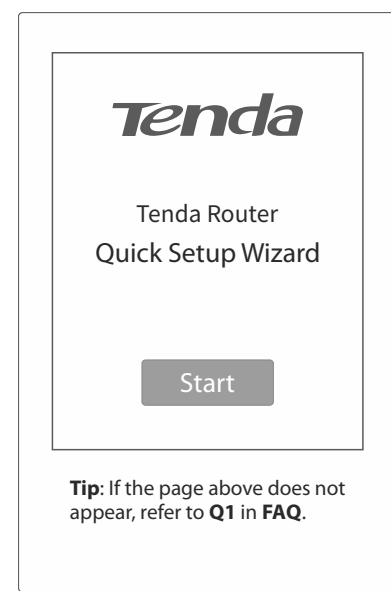 Tenda
Tenda Router
Quick Setup Wizard
Start
Tip: If the page above does not
appear, refer to Q1 in FAQ.